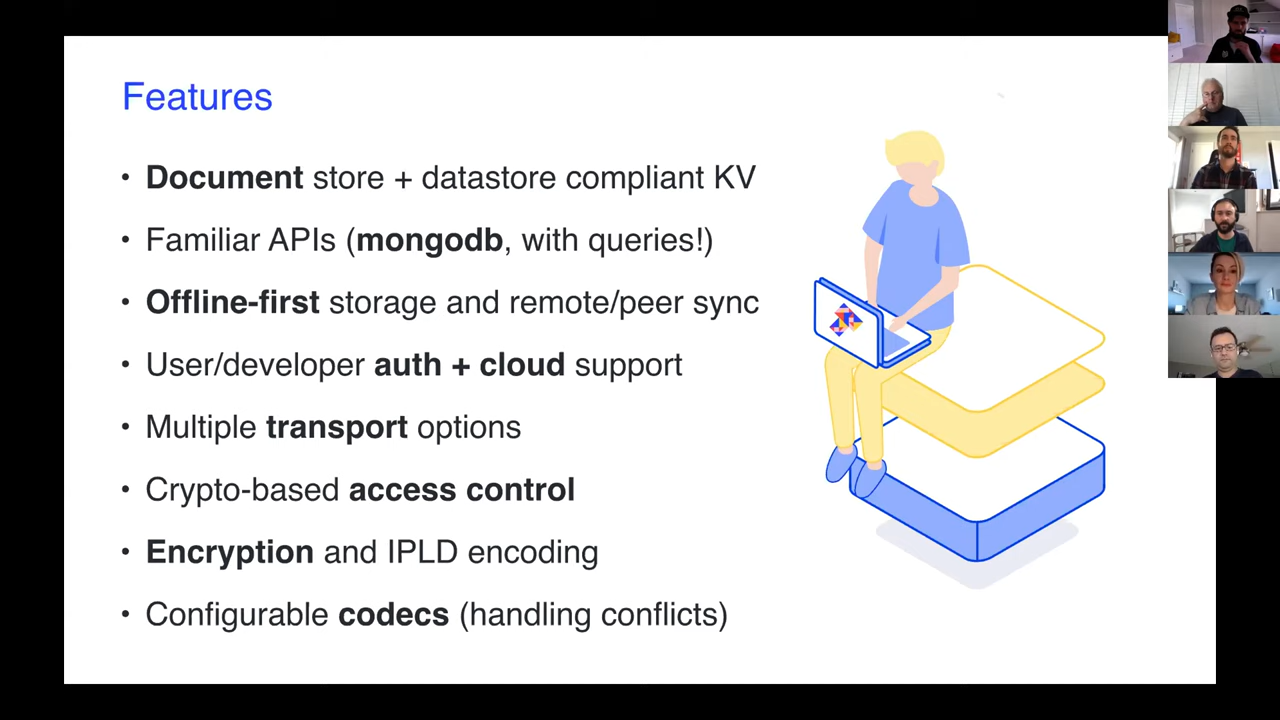 Features
• Document store + datastore compliant KV
• Familiar APIs (mongodb, with queries!)
• Offline-first storage and remote/peer sync
• User/developer auth + cloud support
• Multiple transport options
• Crypto-based access control
• Encryption and IPLD encoding
• Configurable codecs (handling conflicts)